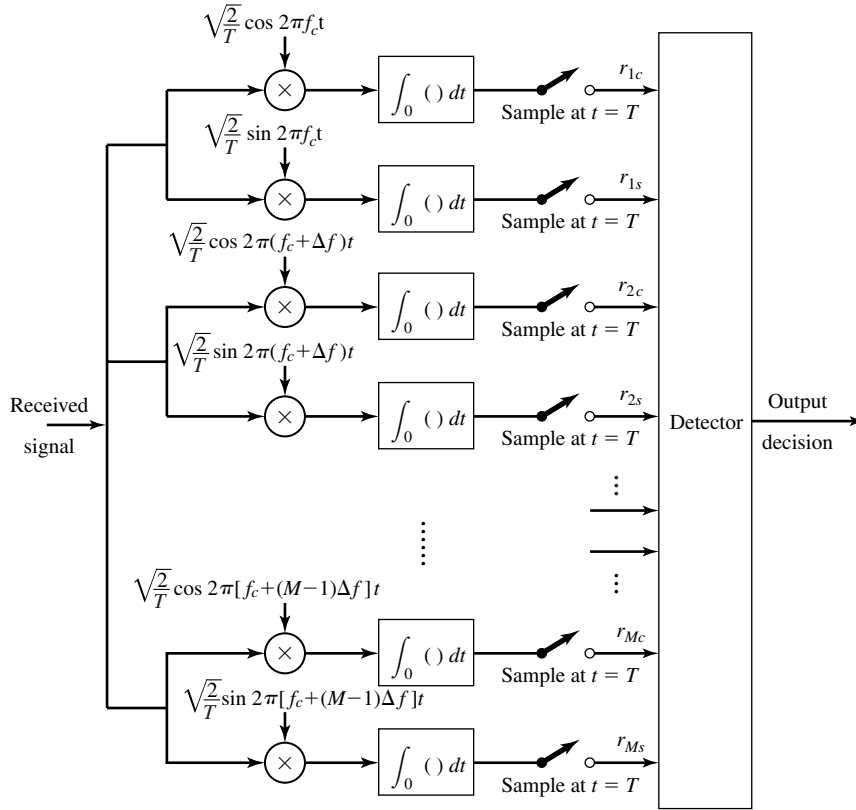 √2/T cos 2πf_ct
∫_0 ( ) dt
r_1c
Sample at t = T
√2/T sin 2πf_ct
∫_0 ( ) dt
r_1s
Sample at t = T
√2/T cos 2π(f_c+Δf)t
∫_0 ( ) dt
r_2c
Sample at t = T
√2/T sin 2π(f_c+Δf)t
∫_0 ( ) dt
r_2s
Sample at t = T
Received
signal
Detector
Output
decision
√2/T cos 2π[f_c+(M−1)Δf]t
∫_0 ( ) dt
r_Mc
Sample at t = T
√2/T sin 2π[f_c+(M−1)Δf]t
∫_0 ( ) dt
r_Ms
Sample at t = T